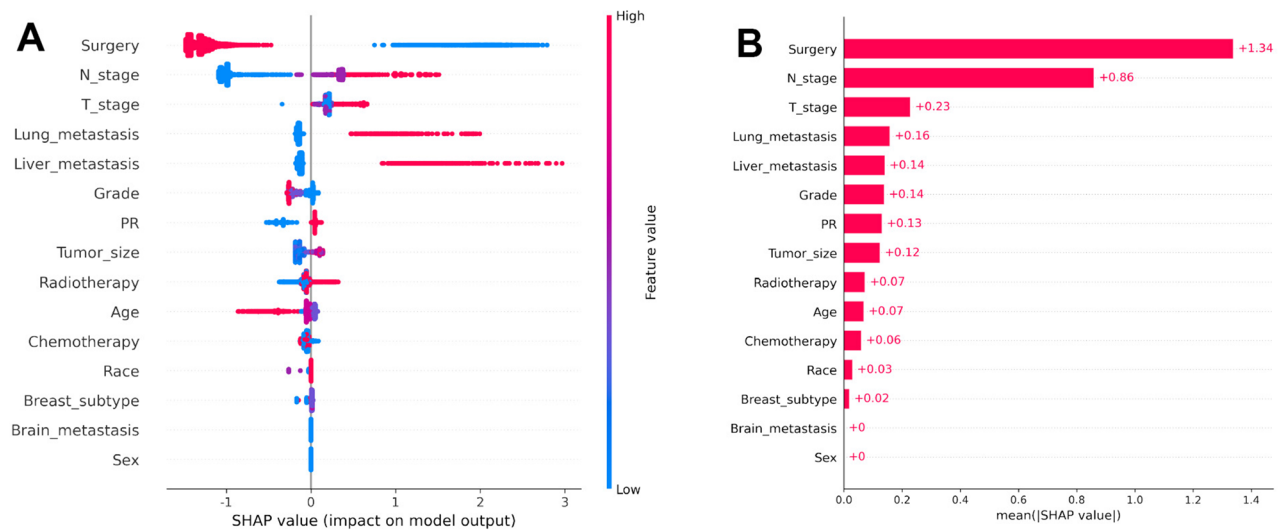 A
Surgery
N_stage
T_stage
Lung_metastasis
Liver_metastasis
Grade
PR
Tumor_size
Radiotherapy
Age
Chemotherapy
Race
Breast_subtype
Brain_metastasis
Sex
-1 0 1 2 3
SHAP value (impact on model output)
High
Feature value
Low
B
Surgery +1.34
N_stage +0.86
T_stage +0.23
Lung_metastasis +0.16
Liver_metastasis +0.14
Grade +0.14
PR +0.13
Tumor_size +0.12
Radiotherapy +0.07
Age +0.07
Chemotherapy +0.06
Race +0.03
Breast_subtype +0.02
Brain_metastasis +0
Sex +0
0.0 0.2 0.4 0.6 0.8 1.0 1.2 1.4
mean(|SHAP value|)